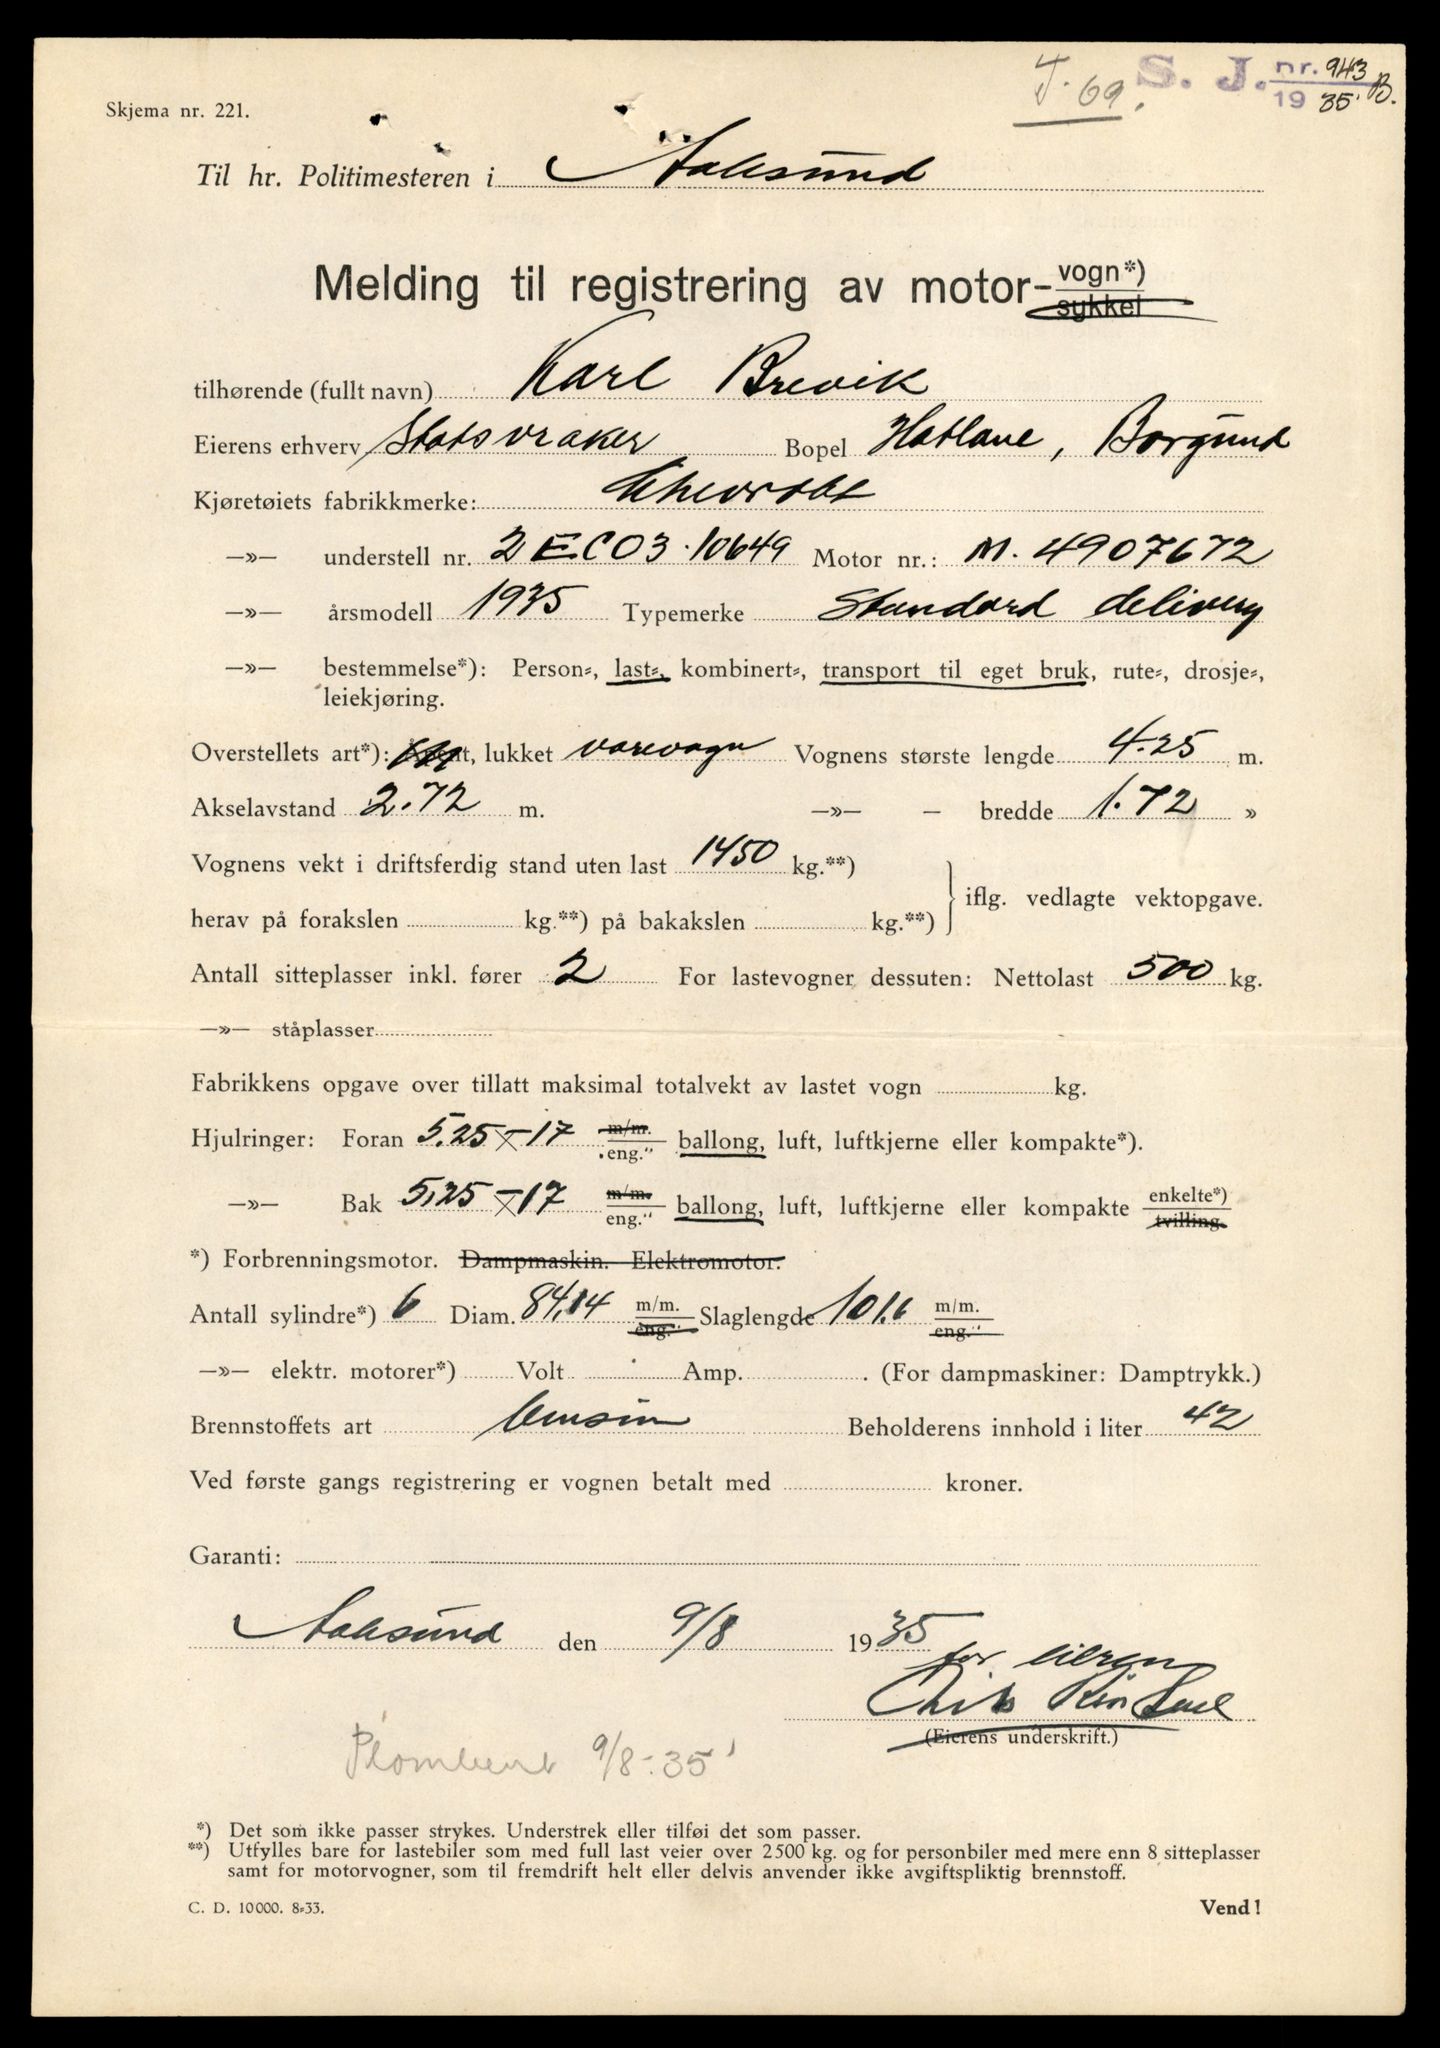 T. 69. S. J. nr. 943 B.
19 35
Skjema nr. 221.
Til hr. Politimesteren i Aalesund
Melding til registrering av motor- vogn*)
sykkel
tilhørende (fullt navn) Karl Brevik
Eierens erhverv Statsvraker Bopel Hatlane, Borgund
Kjøretøiets fabrikkmerke: Chevrolet
—»— understell nr. 2 EC03·10649 Motor nr.: M. 4907672
—»— årsmodell 1935 Typemerke Standard delivery
—»— bestemmelse*): Person-, last-, kombinert-, transport til eget bruk, rute-, drosje-,
leiekjøring.
Overstellets art*): Åpent, lukket varevogn Vognens største lengde 4.25 m.
Akselavstand 2.72 m. —»— — bredde 1.72 »
Vognens vekt i driftsferdig stand uten last 1450 kg.**)
herav på forakslen kg.**) på bakakslen kg.**) iflg. vedlagte vektopgave.
Antall sitteplasser inkl. fører 2 For lastevogner dessuten: Nettolast 500 kg.
—»— ståplasser
Fabrikkens opgave over tillatt maksimal totalvekt av lastet vogn kg.
Hjulringer: Foran 5.25 × 17 m/m. eng." ballong, luft, luftkjerne eller kompakte*).
—»— Bak 5,25 × 17 m/m. eng." ballong, luft, luftkjerne eller kompakte enkelte*) tvilling.
*) Forbrenningsmotor. Dampmaskin. Elektromotor.
Antall sylindre*) 6 Diam. 84,14 m/m. eng." Slaglengde 101.6 m/m. eng."
—»— elektr. motorer*) Volt Amp. . (For dampmaskiner: Damptrykk.)
Brennstoffets art bensin Beholderens innhold i liter 42
Ved første gangs registrering er vognen betalt med kroner.
Garanti:
Aalesund den 9/8 1935
for eieren
(Eierens underskrift.)
Plombert 9/8-35
*) Det som ikke passer strykes. Understrek eller tilføi det som passer.
**) Utfylles bare for lastebiler som med full last veier over 2500 kg. og for personbiler med mere enn 8 sitteplasser
samt for motorvogner, som til fremdrift helt eller delvis anvender ikke avgiftspliktig brennstoff.
C. D. 10000. 8-33. Vend!